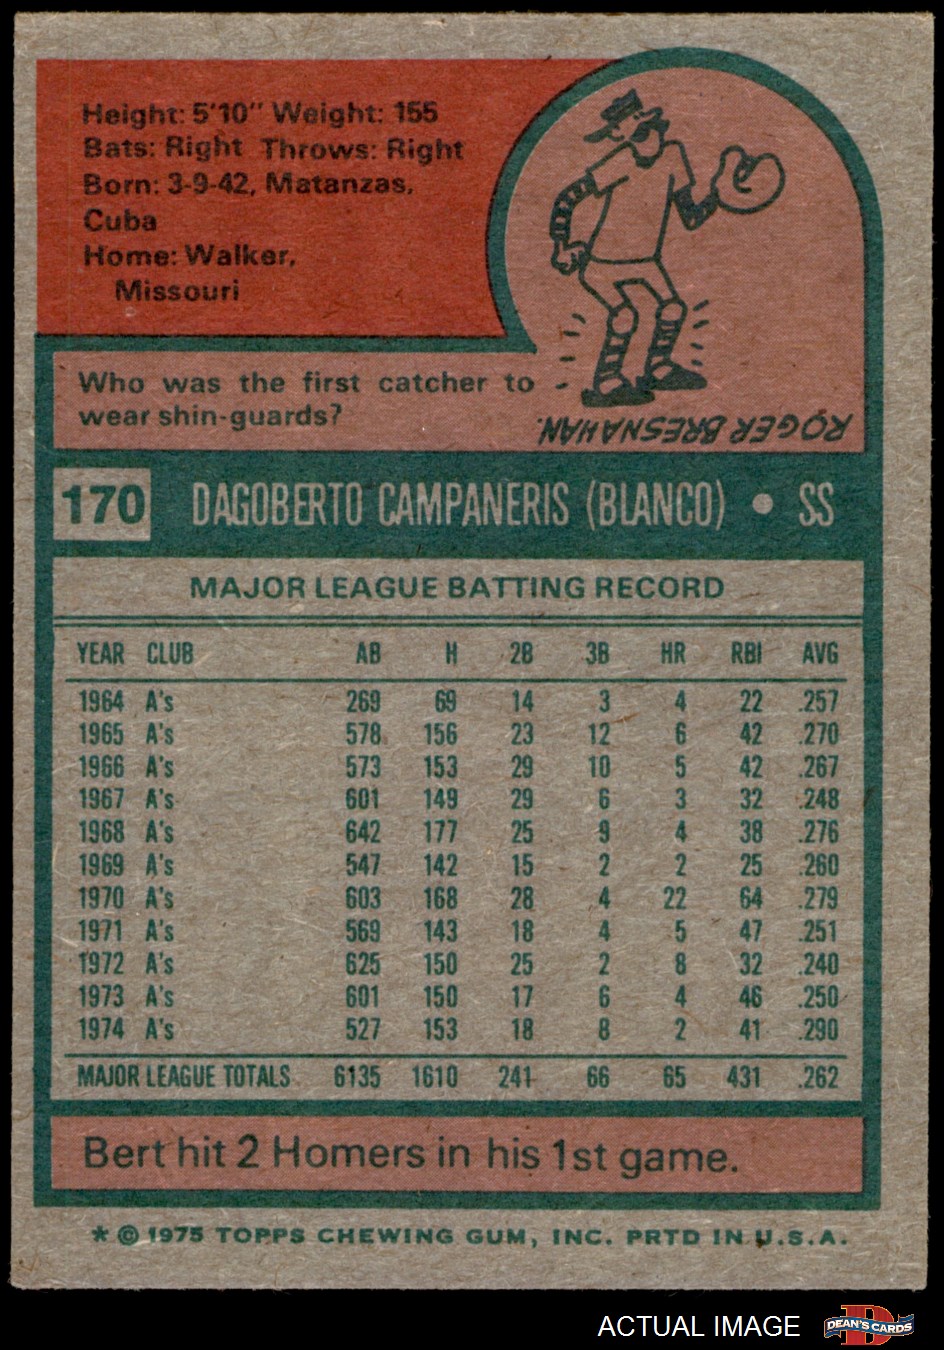 Height: 5'10" Weight: 155
Bats: Right Throws: Right
Born: 3-9-42, Matanzas,
Cuba
Home: Walker,
Missouri
Who was the first catcher to
wear shin-guards?
ROGER BRESNAHAN.
170 DAGOBERTO CAMPANERIS (BLANCO) • SS
MAJOR LEAGUE BATTING RECORD
YEAR CLUB AB H 2B 3B HR RBI AVG
1964 A's 269 69 14 3 4 22 .257
1965 A's 578 156 23 12 6 42 .270
1966 A's 573 153 29 10 5 42 .267
1967 A's 601 149 29 6 3 32 .248
1968 A's 642 177 25 9 4 38 .276
1969 A's 547 142 15 2 2 25 .260
1970 A's 603 168 28 4 22 64 .279
1971 A's 569 143 18 4 5 47 .251
1972 A's 625 150 25 2 8 32 .240
1973 A's 601 150 17 6 4 46 .250
1974 A's 527 153 18 8 2 41 .290
MAJOR LEAGUE TOTALS 6135 1610 241 66 65 431 .262
Bert hit 2 Homers in his 1st game.
* © 1975 TOPPS CHEWING GUM, INC. PRTD IN U.S.A.
ACTUAL IMAGE
D
DEAN'S CARDS